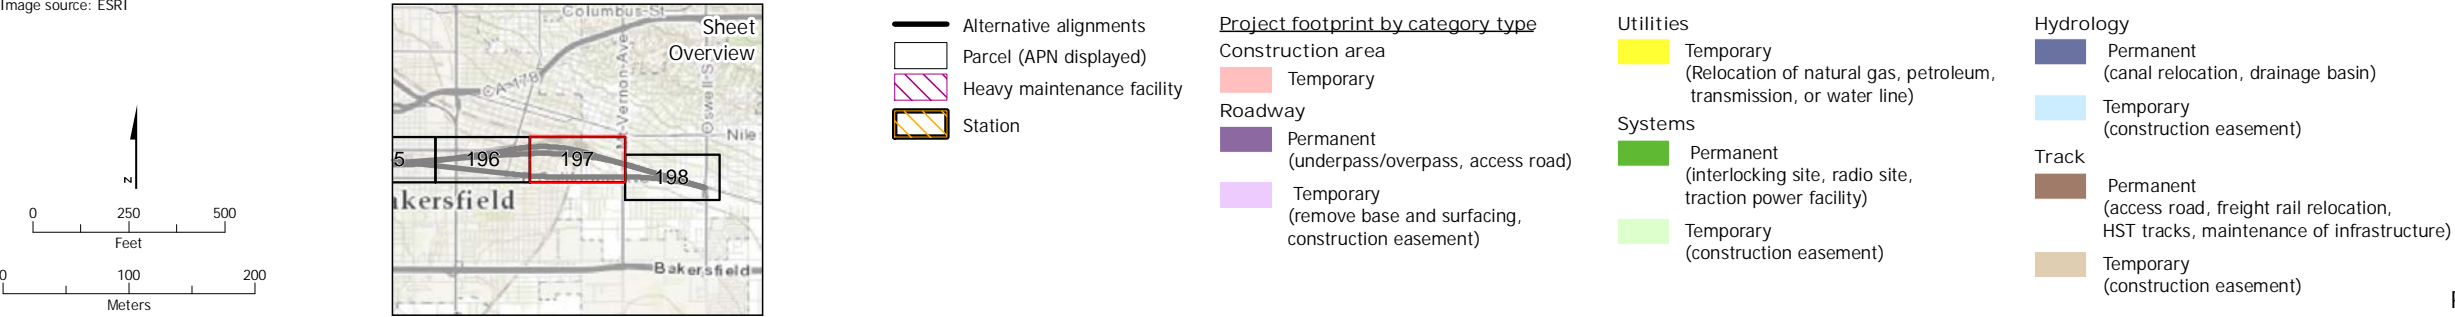 Image source: ESRI
N
0 250 500
Feet
0 100 200
Meters
Columbus-St
Sheet
Overview
CA-178
Oswell-S
Nile
5 196 197 198
akersfield
Bakersfield
Alternative alignments
Parcel (APN displayed)
Heavy maintenance facility
Station
Project footprint by category type
Construction area
Temporary
Roadway
Permanent
(underpass/overpass, access road)
Temporary
(remove base and surfacing,
construction easement)
Utilities
Temporary
(Relocation of natural gas, petroleum,
transmission, or water line)
Systems
Permanent
(interlocking site, radio site,
traction power facility)
Temporary
(construction easement)
Hydrology
Permanent
(canal relocation, drainage basin)
Temporary
(construction easement)
Track
Permanent
(access road, freight rail relocation,
HST tracks, maintenance of infrastructure)
Temporary
(construction easement)